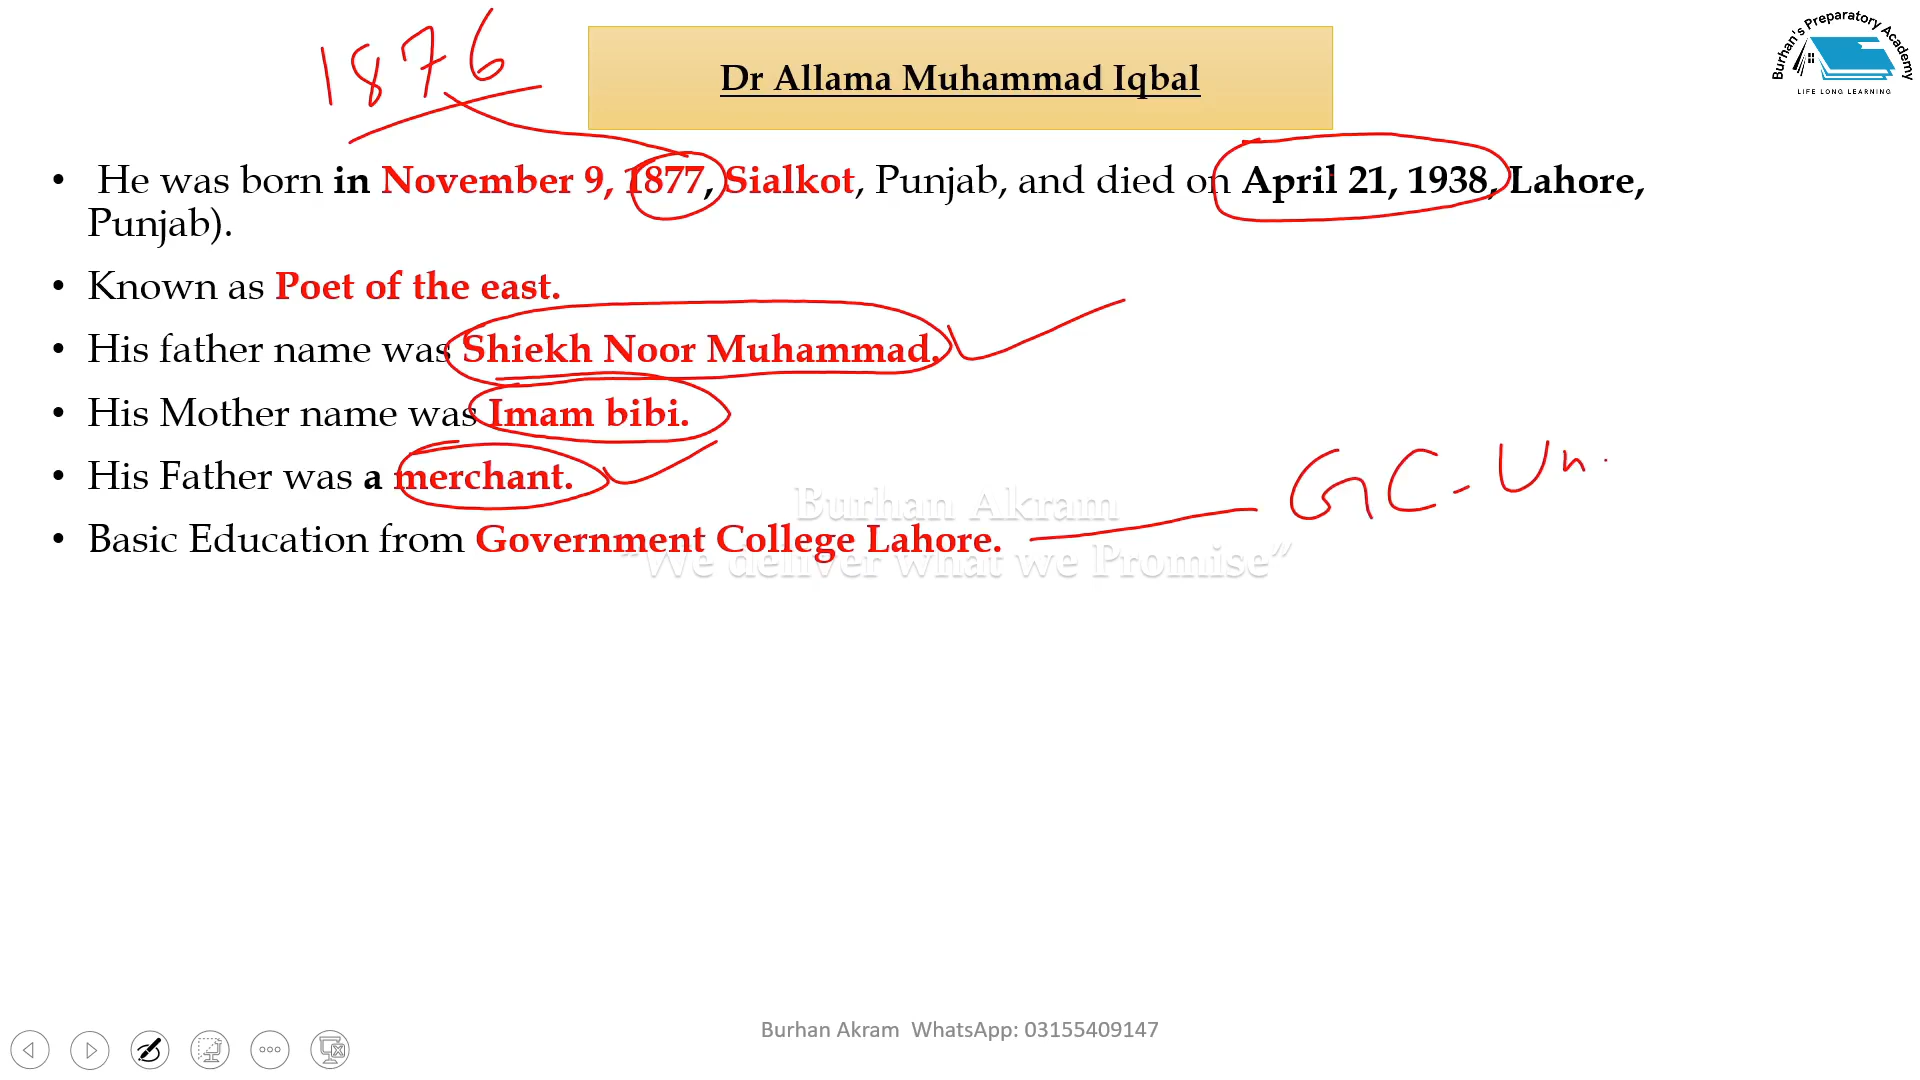 1876
Dr Allama Muhammad Iqbal
Burhan's Preparatory Academy
LIFE LONG LEARNING
• He was born in November 9, 1877, Sialkot, Punjab, and died on April 21, 1938, Lahore,
Punjab).
• Known as Poet of the east.
• His father name was Shiekh Noor Muhammad.
• His Mother name was Imam bibi.
• His Father was a merchant.
GC-Un.
Burhan Akram
• Basic Education from Government College Lahore.
“We deliver what we Promise”
Burhan Akram WhatsApp: 03155409147